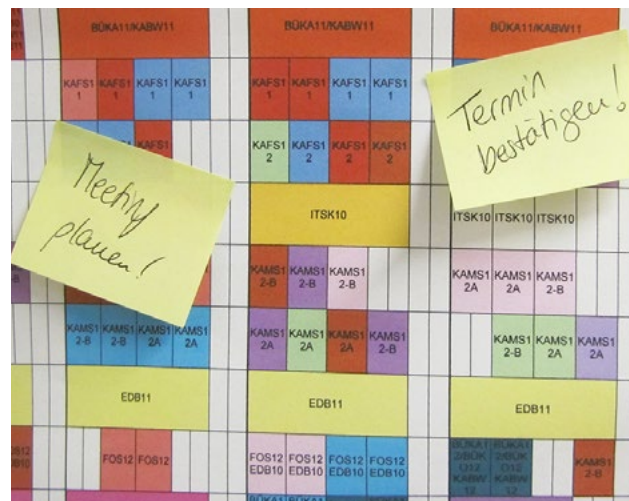 BÜKA11/KABW11 BÜKA11/KABW11 BÜKA11/KABW11
KAFS1 KAFS1 KAFS1 KAFS1 KAFS1 KAFS1 KAFS1 KAFS1
1 1 1 1 1 1 1 1
Termin
bestätigen!
KAFS1 KAFS1 KAFS1 KAFS1
2 2 2 2
Meeting
planen!
ITSK10 ITSK10 ITSK10 ITSK10
KAMS1 KAMS1 KAMS1 KAMS1 KAMS1 KAMS1
2-B 2-B 2-B 2A 2A 2-B
KAMS1 KAMS1 KAMS1 KAMS1 KAMS1 KAMS1 KAMS1 KAMS1 KAMS1 KAMS1 KAMS1
2-B 2-B 2A 2A 2A 2A 2A 2-B 2-B 2A 2A
EDB11 EDB11 EDB11
FOS12 FOS12 FOS12 FOS12 FOS12 FOS12 KAMS1
EDB10 EDB10 EDB10 EDB10 2-B